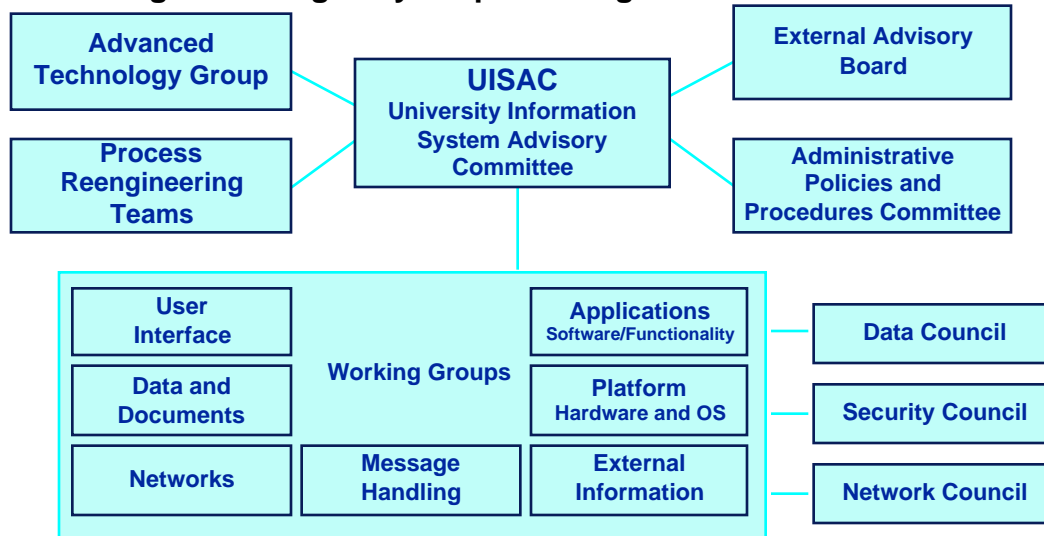 Advanced
Technology Group
UISAC
University Information
System Advisory
Committee
External Advisory
Board
Process
Reengineering
Teams
Administrative
Policies and
Procedures Committee
User
Interface
Applications
Software/Functionality
Working Groups
Data and
Documents
Platform
Hardware and OS
Networks
Message
Handling
External
Information
Data Council
Security Council
Network Council